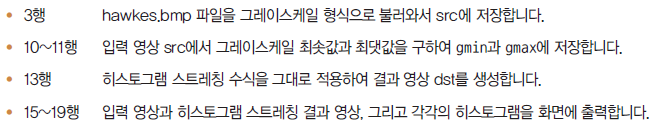 • 3행 hawkes.bmp 파일을 그레이스케일 형식으로 불러와서 src에 저장합니다.
• 10~11행 입력 영상 src에서 그레이스케일 최솟값과 최댓값을 구하여 gmin과 gmax에 저장합니다.
• 13행 히스토그램 스트레칭 수식을 그대로 적용하여 결과 영상 dst를 생성합니다.
• 15~19행 입력 영상과 히스토그램 스트레칭 결과 영상, 그리고 각각의 히스토그램을 화면에 출력합니다.